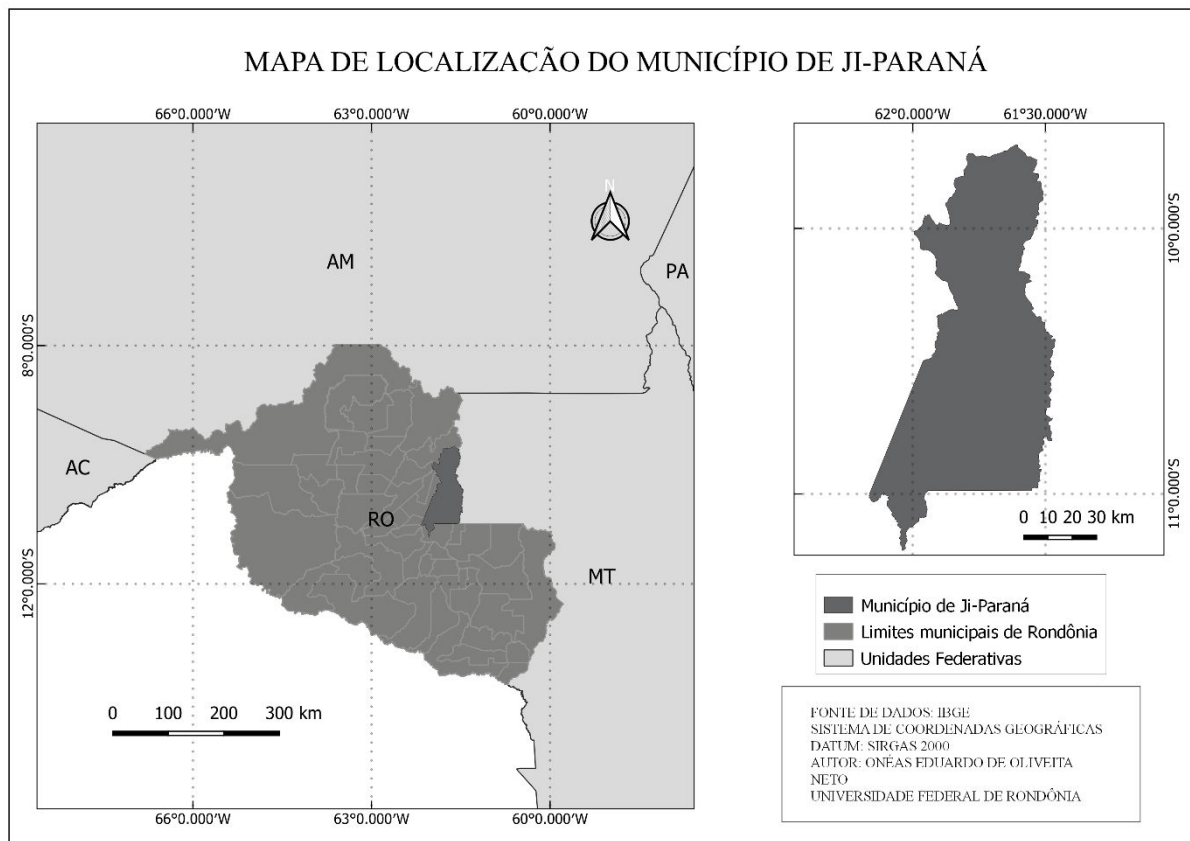 MAPA DE LOCALIZAÇÃO DO MUNICÍPIO DE JI-PARANÁ
66°0.000'W 63°0.000'W 60°0.000'W
N
AM
PA
8°0.000'S
AC
RO
MT
12°0.000'S
0 100 200 300 km
66°0.000'W 63°0.000'W 60°0.000'W
62°0.000'W 61°30.000'W
10°0.000'S
11°0.000'S
0 10 20 30 km
Município de Ji-Paraná
Limites municipais de Rondônia
Unidades Federativas
FONTE DE DADOS: IBGE
SISTEMA DE COORDENADAS GEOGRÁFICAS
DATUM: SIRGAS 2000
AUTOR: ONÉAS EDUARDO DE OLIVEITA
NETO
UNIVERSIDADE FEDERAL DE RONDÔNIA